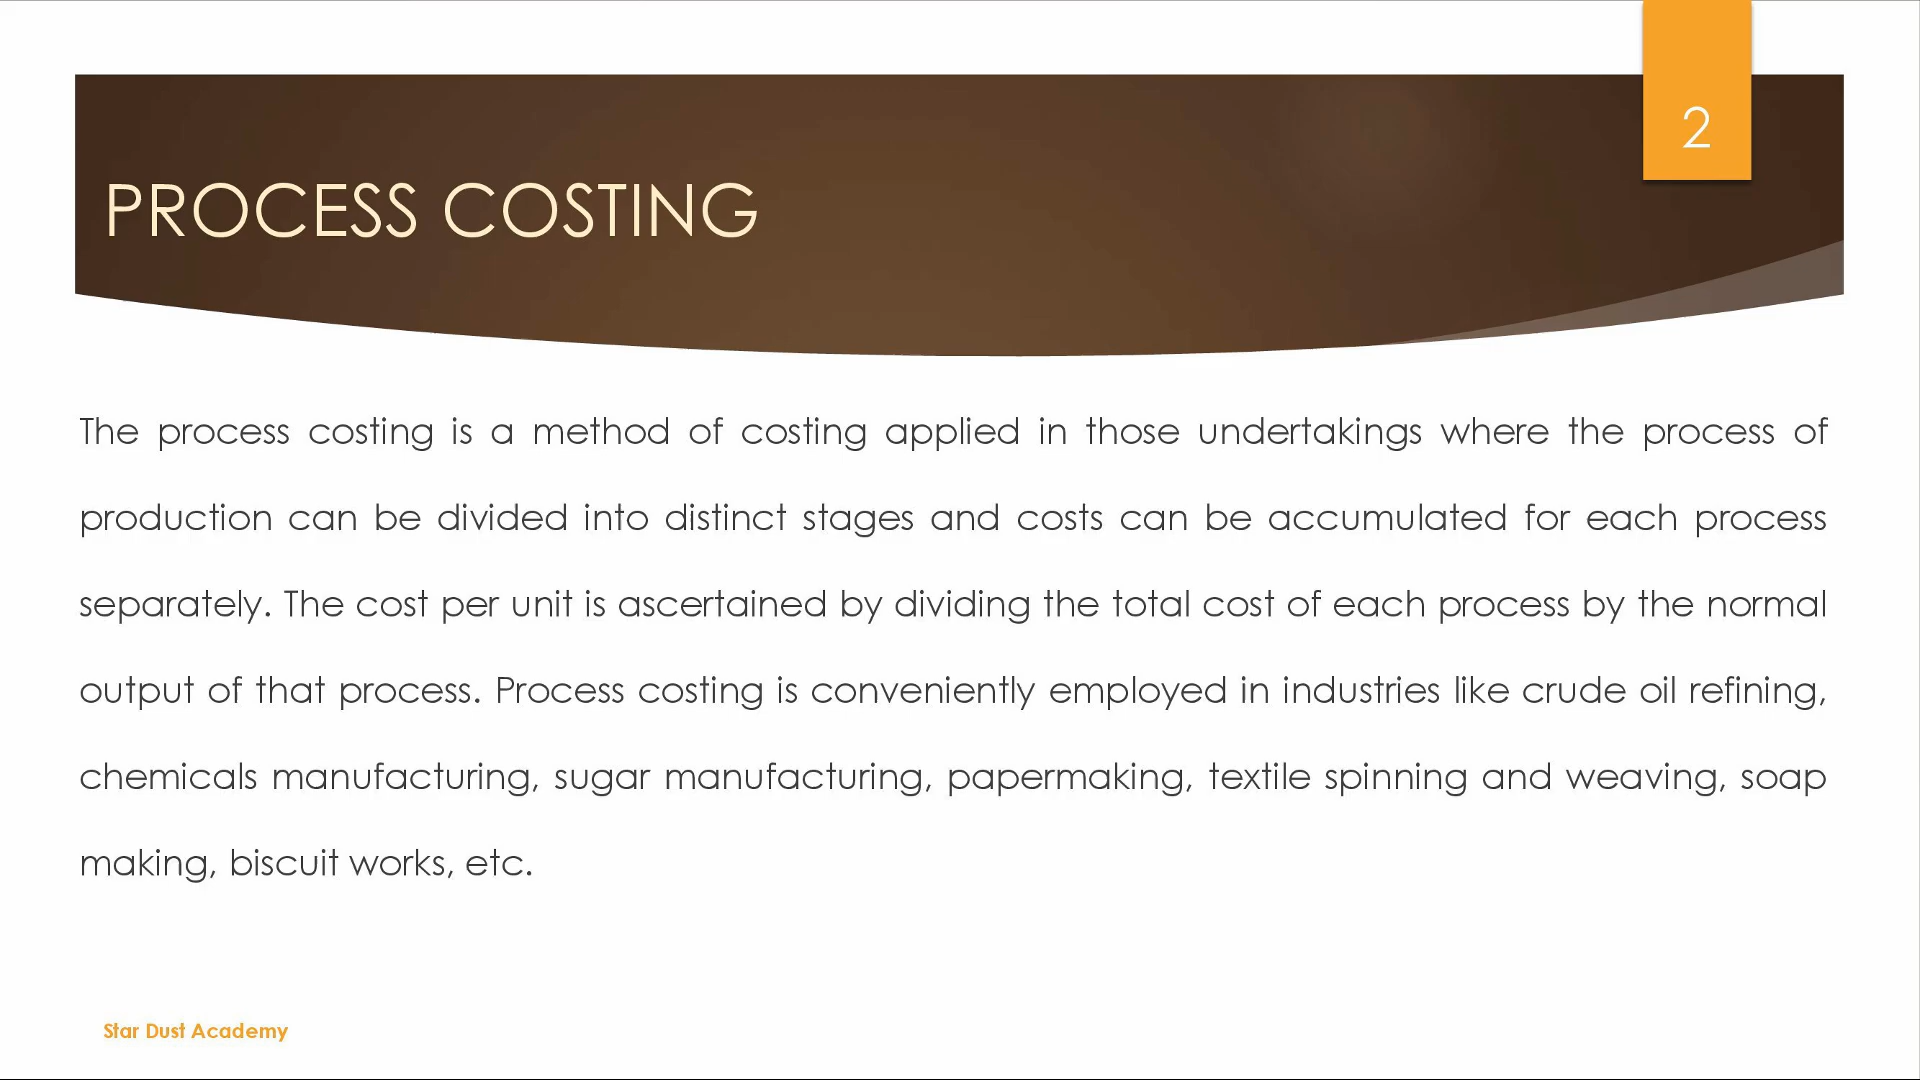 2
PROCESS COSTING
The process costing is a method of costing applied in those undertakings where the process of
production can be divided into distinct stages and costs can be accumulated for each process
separately. The cost per unit is ascertained by dividing the total cost of each process by the normal
output of that process. Process costing is conveniently employed in industries like crude oil refining,
chemicals manufacturing, sugar manufacturing, papermaking, textile spinning and weaving, soap
making, biscuit works, etc.
Star Dust Academy